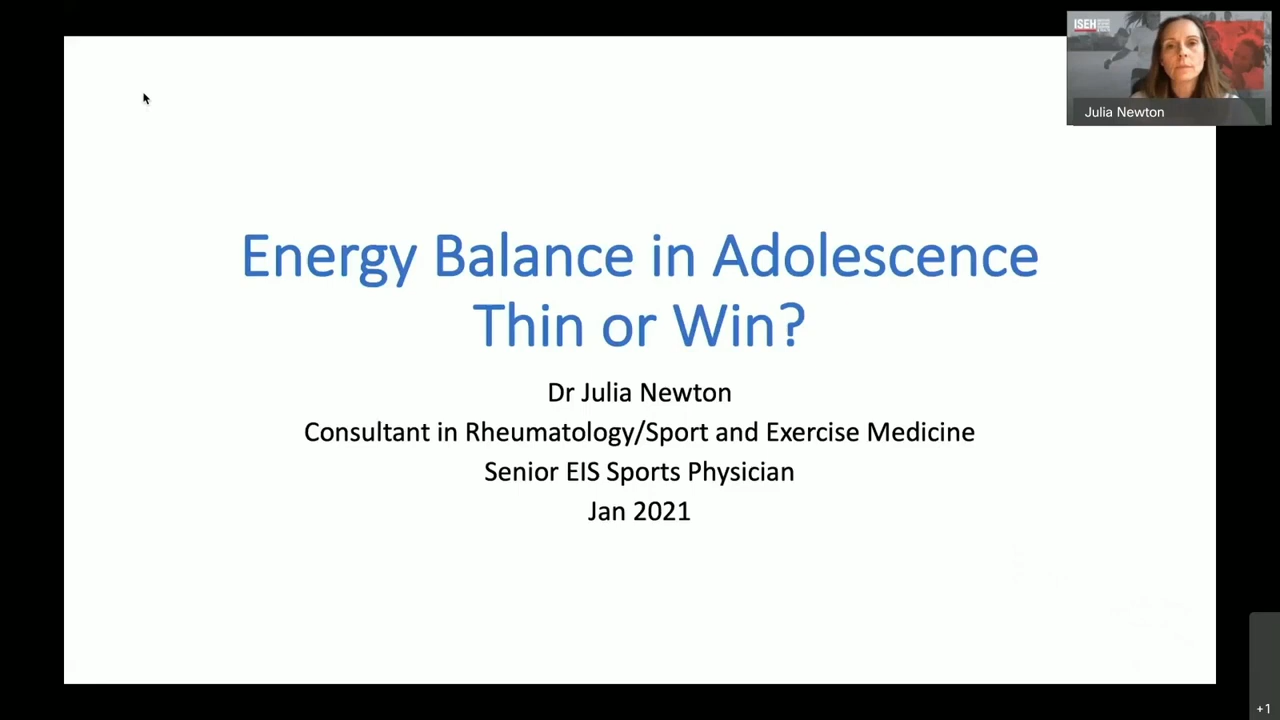 ISEH
Julia Newton
Energy Balance in Adolescence
Thin or Win?
Dr Julia Newton
Consultant in Rheumatology/Sport and Exercise Medicine
Senior EIS Sports Physician
Jan 2021
+1